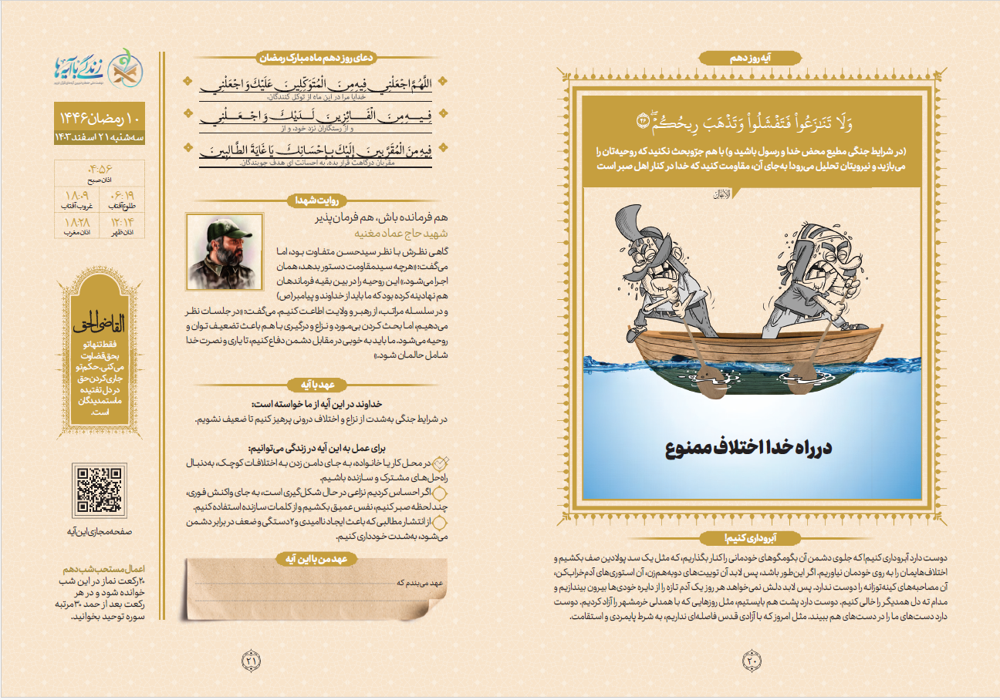 آیه روز دهم
وَلَا تَنَٰزَعُواْ فَتَفْشَلُواْ وَتَذْهَبَ رِيحُكُمْ ۖ ۴۶
(در شرایط جنگی مطیع محض خدا و رسول باشید و) با هم جرّوبحث نکنید که روحیه‌تان را
می‌بازید و نیرویتان تحلیل می‌رود! به‌جای آن، مقاومت کنید که خدا در کنار اهل صبر است
الأنفال
در راه خدا اختلاف ممنوع
آبروداری کنیم!
دوست دارد آبروداری کنیم! که جلوی دشمن آن بگومگوهای خودمانی را کنار بگذاریم، که مثل یک سد پولادین صف بکشیم و
اختلاف‌هایمان را به روی خودمان نیاوریم. اگر این‌طور باشد، پس لابد آن توییت‌های دوبه‌هم‌زن، آن استوری‌های آدم‌خراب‌کن،
آن مصاحبه‌های کینه‌توزانه را دوست ندارد. پس لابد دلش نمی‌خواهد هر روز یک آدم تازه را از دایره خودی‌ها بیرون بیندازیم و
مدام ته دل همدیگر را خالی کنیم. دوست دارد پشت هم بایستیم، مثل روزهایی که با همدلی خرمشهر را آزاد کردیم. دوست
دارد دست‌های ما را در دست‌های هم ببیند. مثل امروز که با آزادی قدس فاصله‌ای نداریم، به شرط پایمردی و استقامت.
۲۰
دعای روز دهم ماه مبارک رمضان
اللَّهُمَّ اجْعَلْنِي فِيهِ مِنَ الْمُتَوَكِّلِينَ عَلَيْكَ وَ اجْعَلْنِي
خدایا مرا در این ماه از توکل کنندگان،
فِيهِ مِنَ الْفَائِزِينَ لَدَيْكَ وَ اجْعَلْنِي
و از رستگاران نزد خود، و از
فِيهِ مِنَ الْمُقَرَّبِينَ إِلَيْكَ بِإِحْسَانِكَ يَا غَايَةَ الطَّالِبِينَ
مقربان درگاهت قرار بده، به احسانت ای هدف جویندگان.
روایت شهدا
هم فرمانده باش، هم فرمان‌پذیر
شهید حاج عماد مغنیه
گاهی نظرش با نظر سیدحسن متفاوت بود، اما
می‌گفت: «هرچه سیدمقاومت دستور بدهد، همان
اجرا می‌شود.» این روحیه را در بین بقیه فرماندهان
هم نهادینه کرده بود که ما باید از خداوند و پیامبر(ص)
و در سلسله مراتب، از رهبر و ولایت اطاعت کنیم. می‌گفت: «در جلسات نظر
می‌دهیم، اما بحث کردن بی‌مورد و نزاع و درگیری با هم باعث تضعیف توان و
روحیه می‌شود. ما باید به خوبی در مقابل دشمن دفاع کنیم، تا یاری و نصرت خدا
شامل حالمان شود.»
عهد با آیه
خداوند در این آیه از ما خواسته است:
در شرایط جنگی به‌شدت از نزاع و اختلاف درونی پرهیز کنیم تا ضعیف نشویم.
برای عمل به این آیه در زندگی می‌توانیم:
در محل کار یا خانواده، به جای دامن زدن به اختلافات کوچک، به‌دنبال
راه‌حل‌های مشترک و سازنده باشیم.
اگر احساس کردیم نزاعی در حال شکل‌گیری است، به جای واکنش فوری،
چند لحظه صبر کنیم، نفس عمیق بکشیم و از کلمات سازنده استفاده کنیم.
از انتشار مطالبی که باعث ایجاد ناامیدی و ۲دستگی و ضعف در برابر دشمن
می‌شود، به‌شدت خودداری کنیم.
عهد من با این آیه
عهد می‌بندم که
۲۱
زندگی با آیه‌ها
۱۰ رمضان ۱۴۴۶
سه‌شنبه ۲۱ اسفند ۱۴۰۳
۰۴:۵۶
اذان صبح
۰۶:۱۹ ۱۸:۰۹
طلوع آفتاب غروب آفتاب
۱۲:۱۴ ۱۸:۲۸
اذان ظهر اذان مغرب
القاضی الحق
فقط تنها تو
بحق قضاوت
می‌کنی. حکم تو
جاری کردن حق
در دل تفتیده
ما ستمدیدگان
است.
صفحه مجازی این آیه
اعمال مستحب شب دهم
۲۰رکعت نماز در این شب
خوانده شود و در هر
رکعت بعد از حمد ۳۰مرتبه
سوره توحید بخوانید.